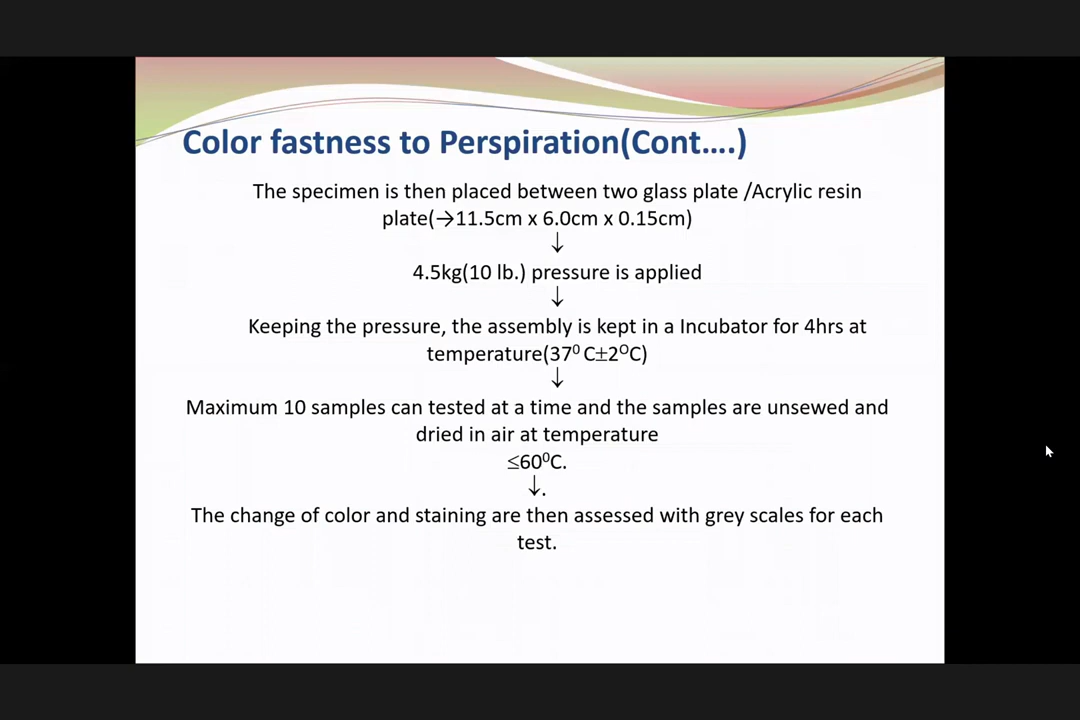 Color fastness to Perspiration(Cont....)
The specimen is then placed between two glass plate /Acrylic resin
plate(→11.5cm x 6.0cm x 0.15cm)
↓
4.5kg(10 lb.) pressure is applied
↓
Keeping the pressure, the assembly is kept in a Incubator for 4hrs at
temperature(37⁰ C±2ᴼC)
↓
Maximum 10 samples can tested at a time and the samples are unsewed and
dried in air at temperature
≤60⁰C.
↓.
The change of color and staining are then assessed with grey scales for each
test.